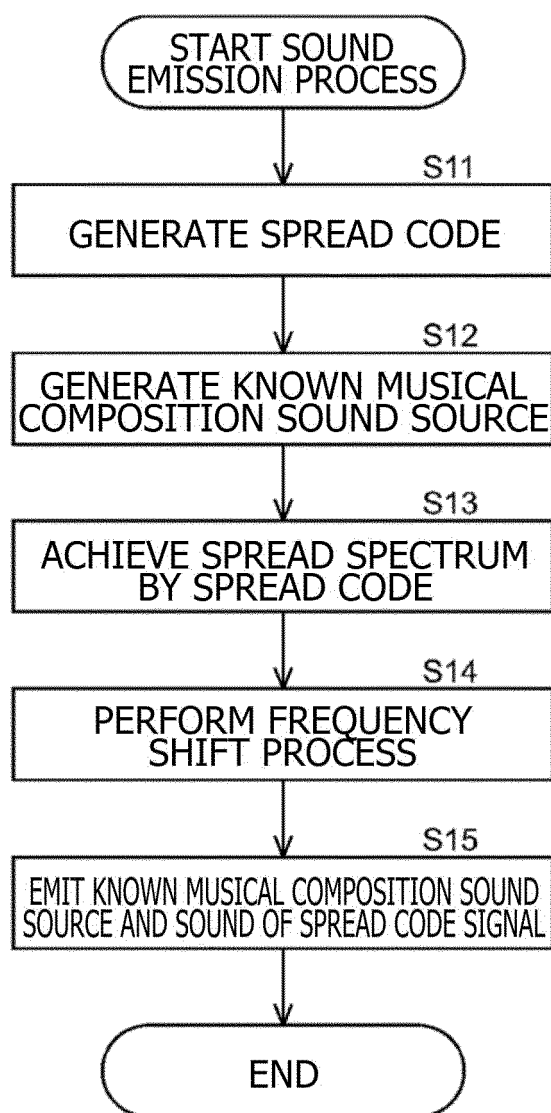 START SOUND
EMISSION PROCESS
S11
GENERATE SPREAD CODE
S12
GENERATE KNOWN MUSICAL
COMPOSITION SOUND SOURCE
S13
ACHIEVE SPREAD SPECTRUM
BY SPREAD CODE
S14
PERFORM FREQUENCY
SHIFT PROCESS
S15
EMIT KNOWN MUSICAL COMPOSITION SOUND
SOURCE AND SOUND OF SPREAD CODE SIGNAL
END